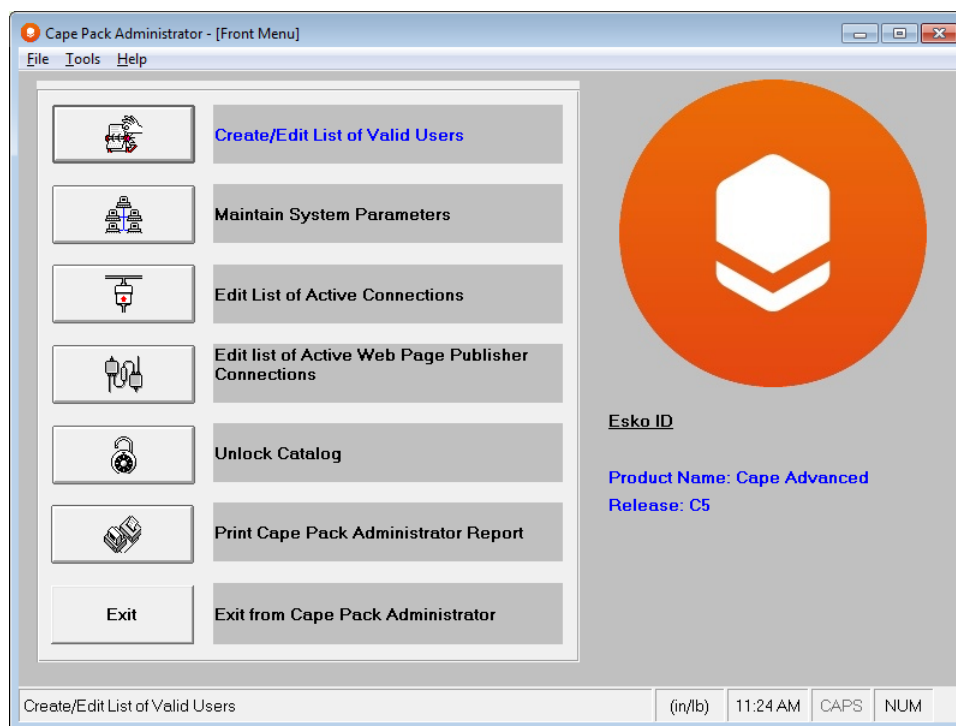 Cape Pack Administrator - [Front Menu]
File Tools Help
Create/Edit List of Valid Users
Maintain System Parameters
Edit List of Active Connections
Edit list of Active Web Page Publisher
Connections
Unlock Catalog
Print Cape Pack Administrator Report
Exit Exit from Cape Pack Administrator
Esko ID
Product Name: Cape Advanced
Release: C5
Create/Edit List of Valid Users (in/lb) 11:24 AM CAPS NUM